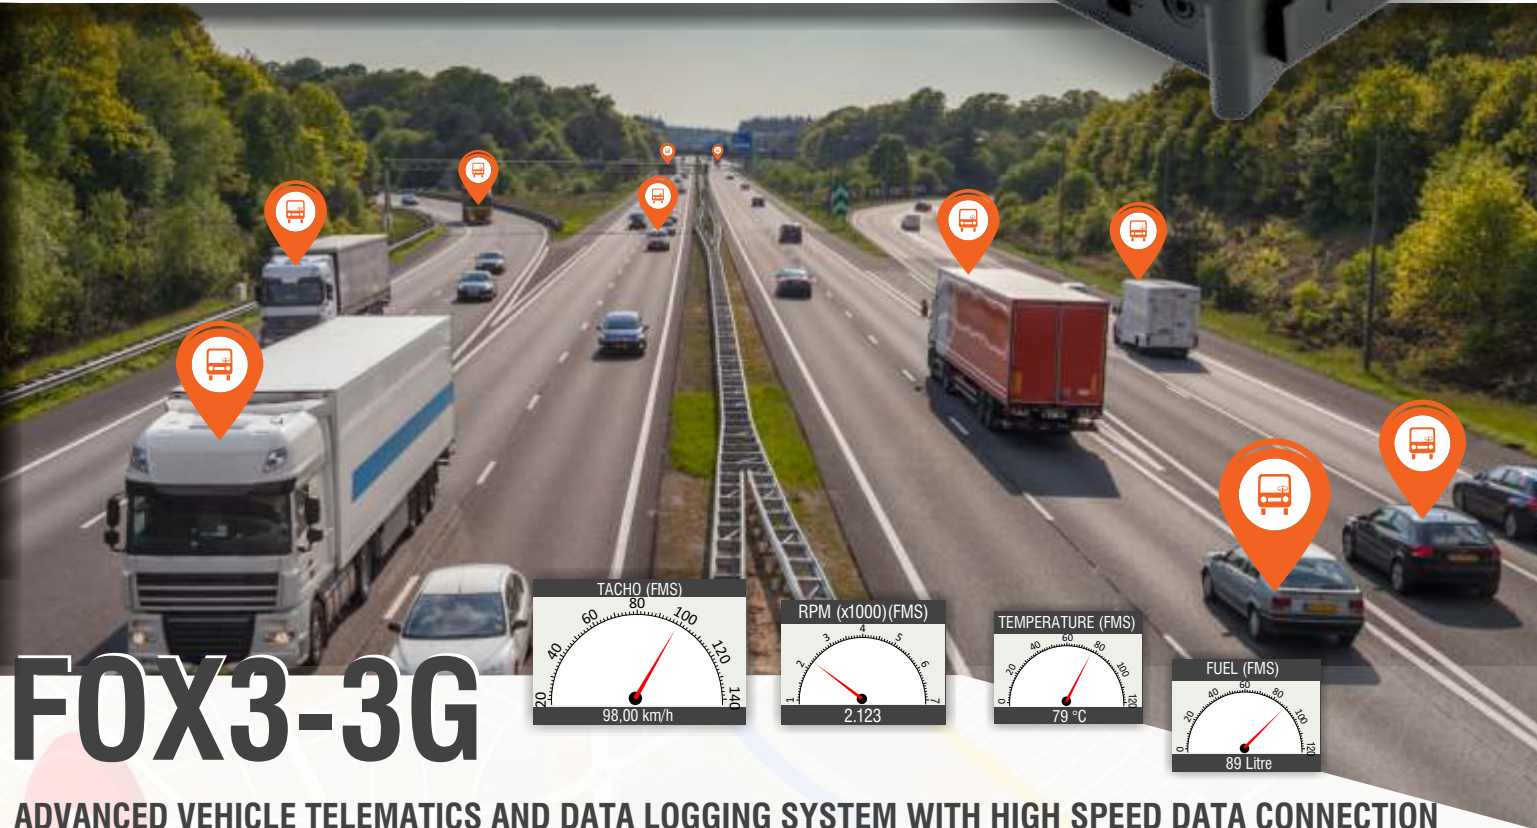 TACHO (FMS)
20 40 60 80 100 120 140
98,00 km/h
RPM (x1000)(FMS)
1 2 3 4 5 6 7
2.123
TEMPERATURE (FMS)
0 20 40 60 80 100 120
79 °C
FUEL (FMS)
0 20 40 60 80 100 120
89 Litre
FOX3-3G
ADVANCED VEHICLE TELEMATICS AND DATA LOGGING SYSTEM WITH HIGH SPEED DATA CONNECTION